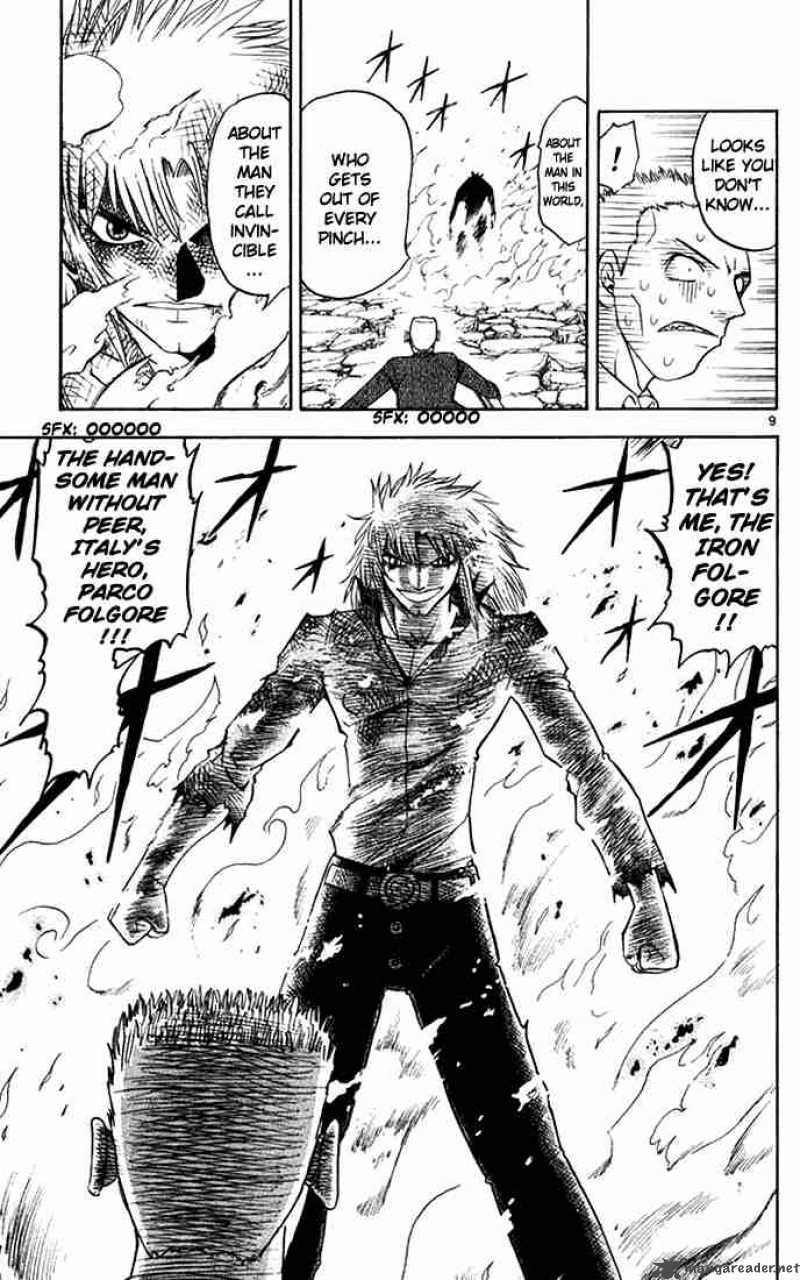 LOOKS
LIKE YOU
DON'T
KNOW...
!
ABOUT
THE
MAN IN
THIS
WORLD,
WHO
GETS
OUT OF
EVERY
PINCH...
SFX: OOOOO
ABOUT
THE
MAN
THEY
CALL
INVIN-
CIBLE
...
SFX: OOOOOO
9
YES!
THAT'S
ME, THE
IRON
FOL-
GORE
!!
THE HAND-
SOME MAN
WITHOUT
PEER,
ITALY'S
HERO,
PARCO
FOLGORE
!!!
mangareader.net